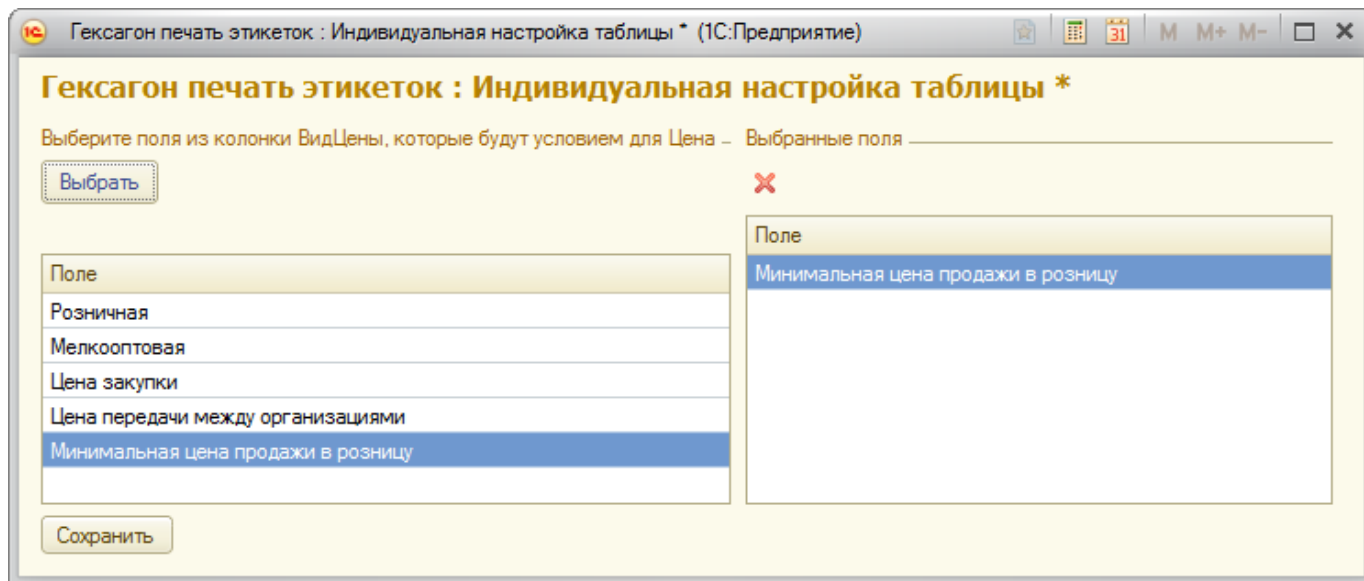 1С Гексагон печать этикеток : Индивидуальная настройка таблицы * (1С:Предприятие) 31 M M+ M-
Гексагон печать этикеток : Индивидуальная настройка таблицы *
Выберите поля из колонки ВидЦены, которые будут условием для Цена
Выбрать
Поле
Розничная
Мелкооптовая
Цена закупки
Цена передачи между организациями
Минимальная цена продажи в розницу
Сохранить
Выбранные поля
Поле
Минимальная цена продажи в розницу